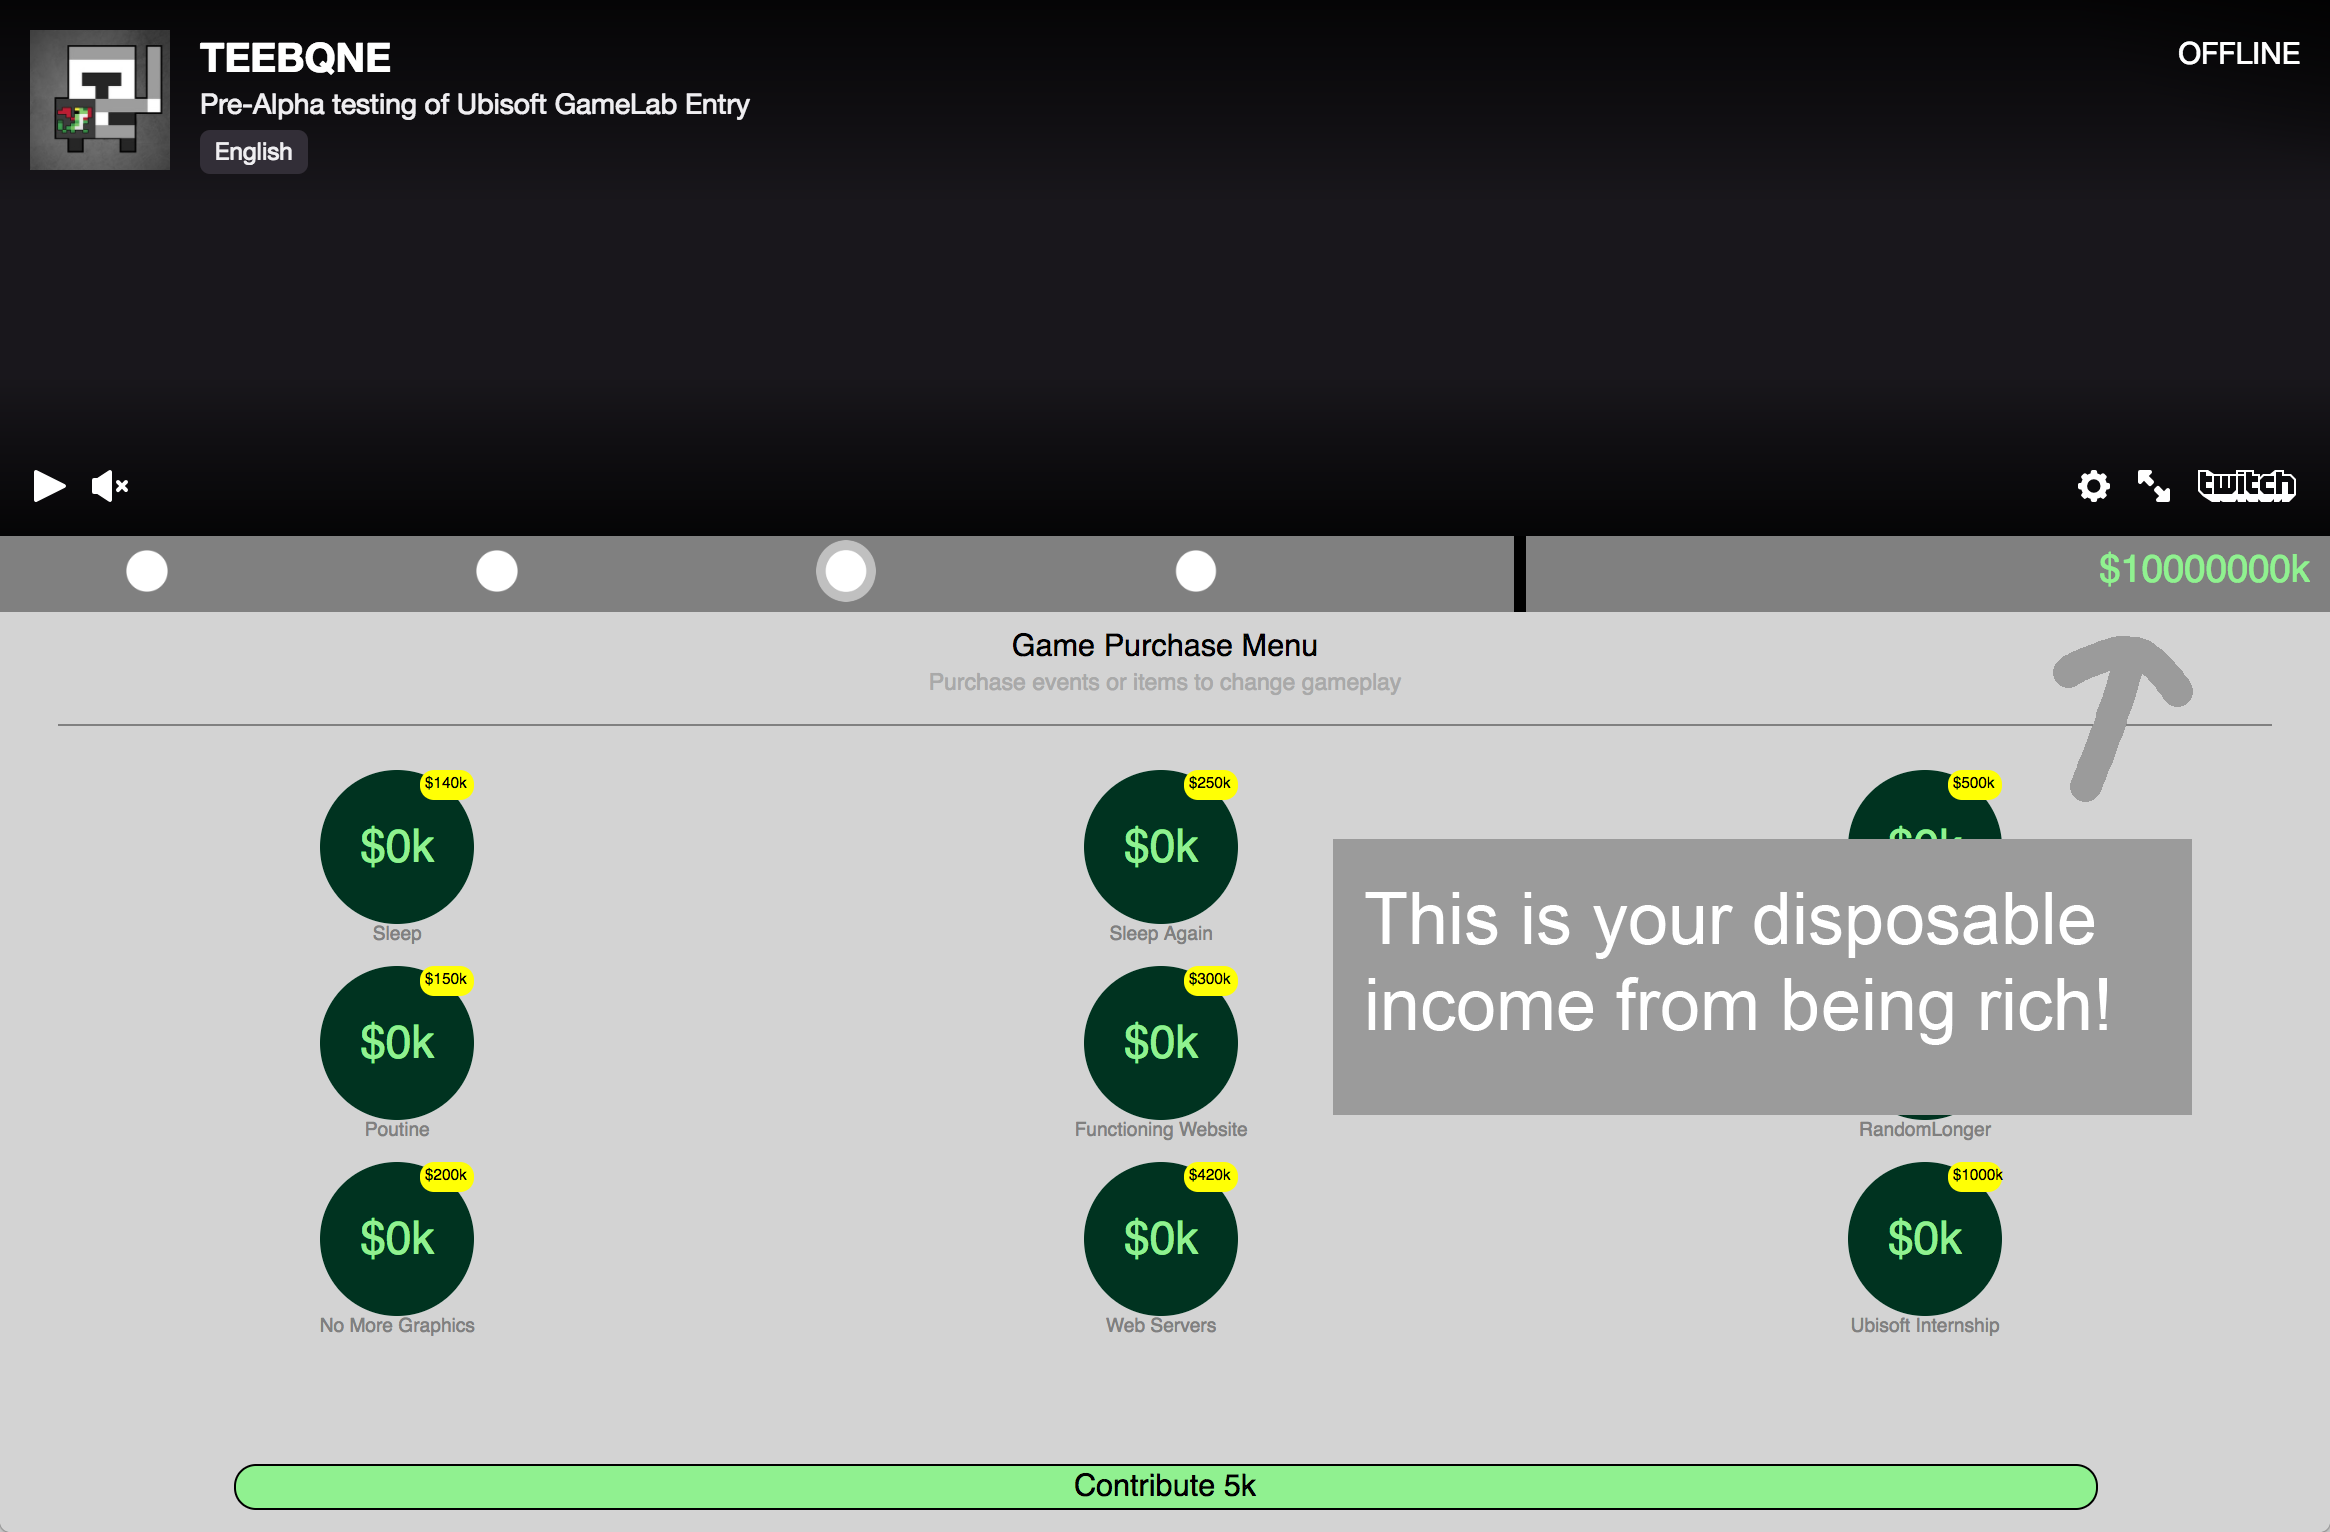 TEEBQNE
OFFLINE
Pre-Alpha testing of Ubisoft GameLab Entry
English
twitch
$10000000k
Game Purchase Menu
Purchase events or items to change gameplay
$140k
$250k
$500k
$0k
$0k
$0k
Sleep
Sleep Again
This is your disposable
income from being rich!
$150k
$300k
$0k
$0k
Poutine
Functioning Website
RandomLonger
$200k
$420k
$1000k
$0k
$0k
$0k
No More Graphics
Web Servers
Ubisoft Internship
Contribute 5k